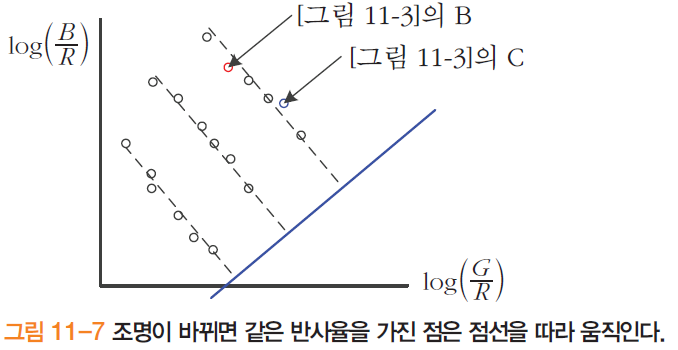 [그림 11-3]의 B
log(B/R)
[그림 11-3]의 C
log(G/R)
그림 11-7 조명이 바뀌면 같은 반사율을 가진 점은 점선을 따라 움직인다.